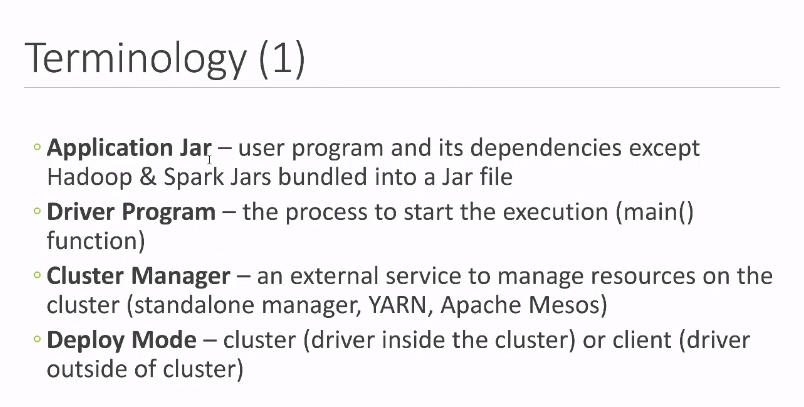 Terminology (1)
◦ Application Jar – user program and its dependencies except
Hadoop & Spark Jars bundled into a Jar file
◦ Driver Program – the process to start the execution (main()
function)
◦ Cluster Manager – an external service to manage resources on the
cluster (standalone manager, YARN, Apache Mesos)
◦ Deploy Mode – cluster (driver inside the cluster) or client (driver
outside of cluster)